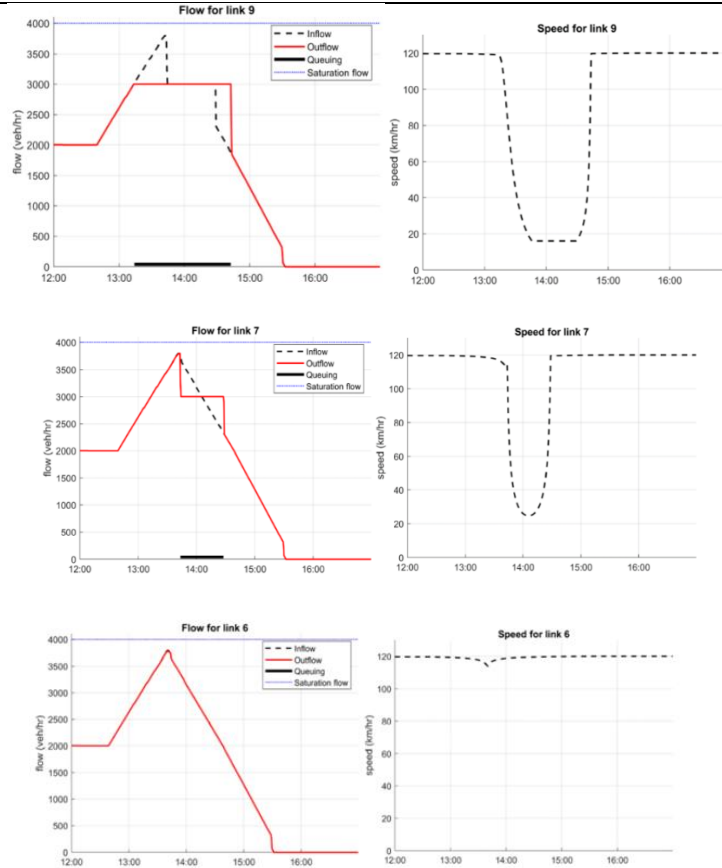 Flow for link 9
4000
3500
3000
2500
2000
1500
1000
500
0
flow (veh/hr)
12:00 13:00 14:00 15:00 16:00
Inflow
Outflow
Queuing
Saturation flow
Speed for link 9
120
100
80
60
40
20
0
speed (km/hr)
12:00 13:00 14:00 15:00 16:00
Flow for link 7
4000
3500
3000
2500
2000
1500
1000
500
0
flow (veh/hr)
12:00 13:00 14:00 15:00 16:00
Inflow
Outflow
Queuing
Saturation flow
Speed for link 7
120
100
80
60
40
20
0
speed (km/hr)
12:00 13:00 14:00 15:00 16:00
Flow for link 6
4000
3500
3000
2500
2000
1500
1000
500
0
flow (veh/hr)
12:00 13:00 14:00 15:00 16:00
Inflow
Outflow
Queuing
Saturation flow
Speed for link 6
120
100
80
60
40
20
0
speed (km/hr)
12:00 13:00 14:00 15:00 16:00